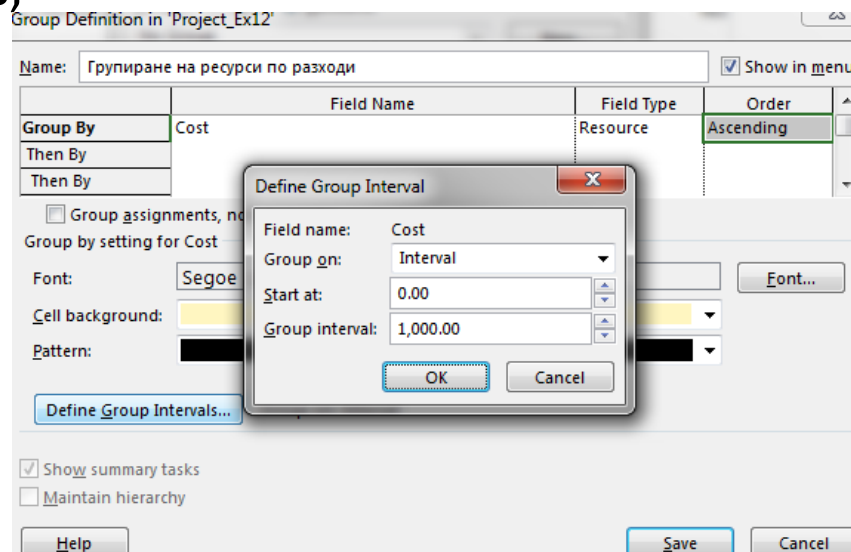 Group Definition in 'Project_Ex12'
Name: Групиране на ресурси по разходи Show in menu
Field Name Field Type Order
Group By Cost Resource Ascending
Then By
Then By
Group assignments, no
Group by setting for Cost
Font: Segoe Font...
Cell background:
Pattern:
Define Group Intervals...
Define Group Interval
Field name: Cost
Group on: Interval
Start at: 0.00
Group interval: 1,000.00
OK Cancel
Show summary tasks
Maintain hierarchy
Help Save Cancel